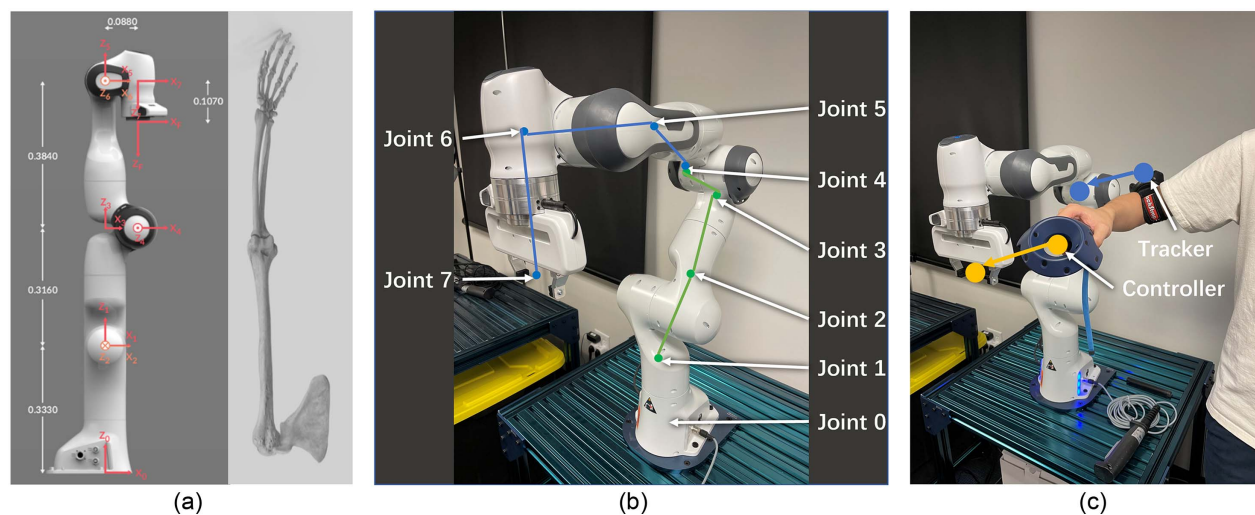 0.0880
0.1070
0.3840
0.3160
0.3330
Joint 5
Joint 6
Joint 4
Joint 3
Joint 7
Joint 2
Joint 1
Joint 0
Tracker
Controller
(a)
(b)
(c)